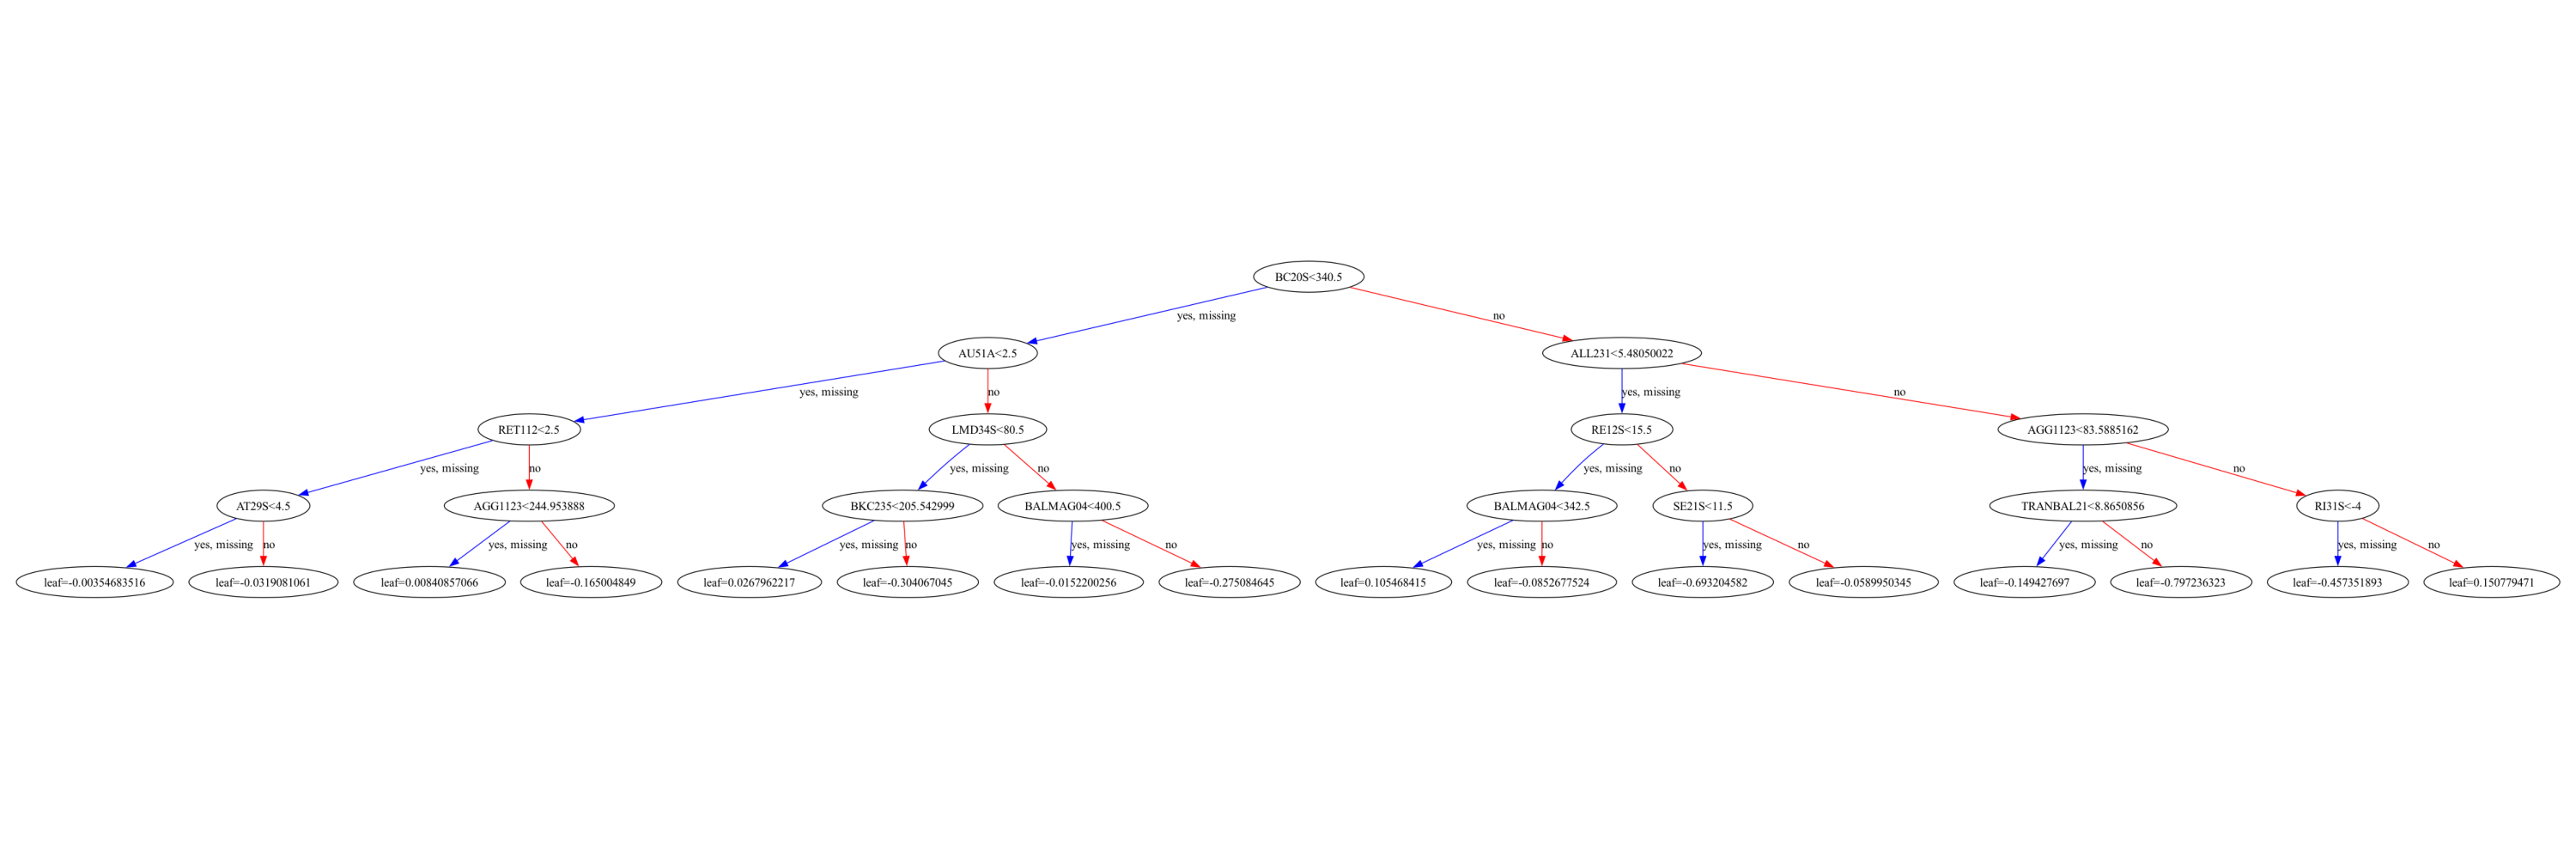 BC20S<340.5
yes, missing
no
AU51A<2.5
ALL231<5.48050022
yes, missing
no
yes, missing
no
RET112<2.5
LMD34S<80.5
RE12S<15.5
AGG1123<83.5885162
yes, missing
no
yes, missing
no
yes, missing
no
yes, missing
no
AT29S<4.5
AGG1123<244.953888
BKC235<205.542999
BALMAG04<400.5
BALMAG04<342.5
SE21S<11.5
TRANBAL21<8.8650856
RI31S<-4
yes, missing
no
yes, missing
no
yes, missing
no
yes, missing
no
yes, missing
no
yes, missing
no
yes, missing
no
yes, missing
no
leaf=-0.00354683516
leaf=-0.0319081061
leaf=0.00840857066
leaf=-0.165004849
leaf=0.0267962217
leaf=-0.304067045
leaf=-0.0152200256
leaf=-0.275084645
leaf=0.105468415
leaf=-0.0852677524
leaf=-0.693204582
leaf=-0.0589950345
leaf=-0.149427697
leaf=-0.797236323
leaf=-0.457351893
leaf=0.150779471